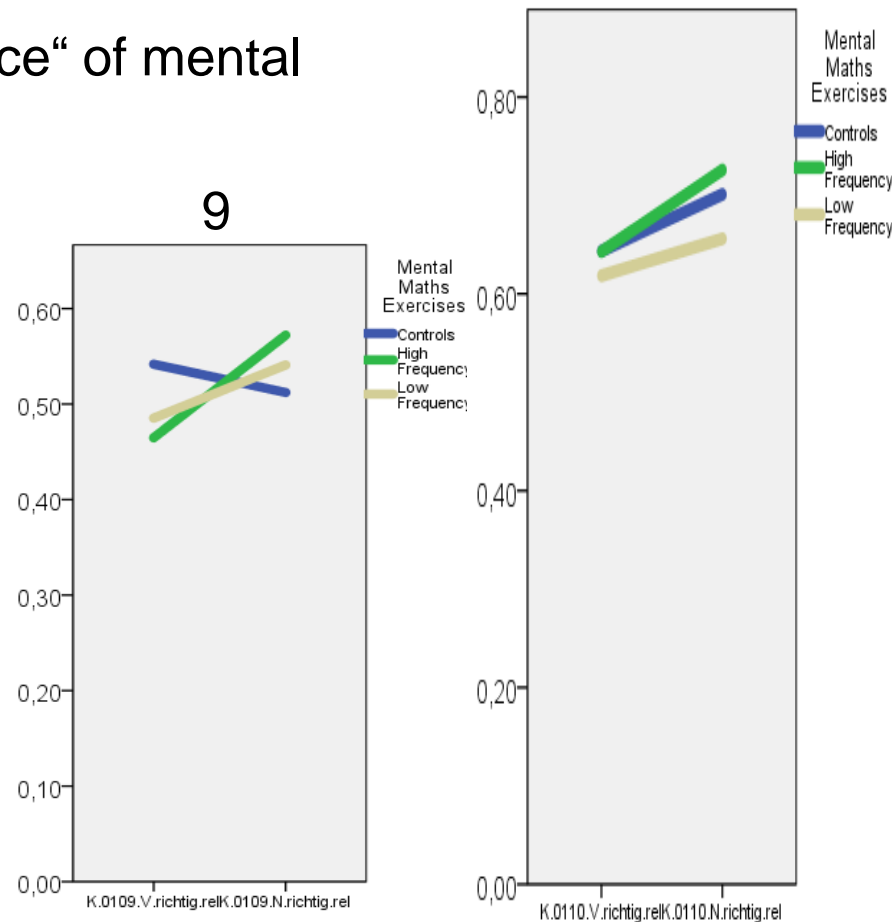 ce“ of mental
9
Mental
Maths
Exercises
Controls
High
Frequency
Low
Frequency
0,60
0,50
0,40
0,30
0,20
0,10
0,00
K.0109.V.richtig.relK.0109.N.richtig.rel
Mental
Maths
Exercises
Controls
High
Frequency
Low
Frequency
0,80
0,60
0,40
0,20
0,00
K.0110.V.richtig.relK.0110.N.richtig.rel